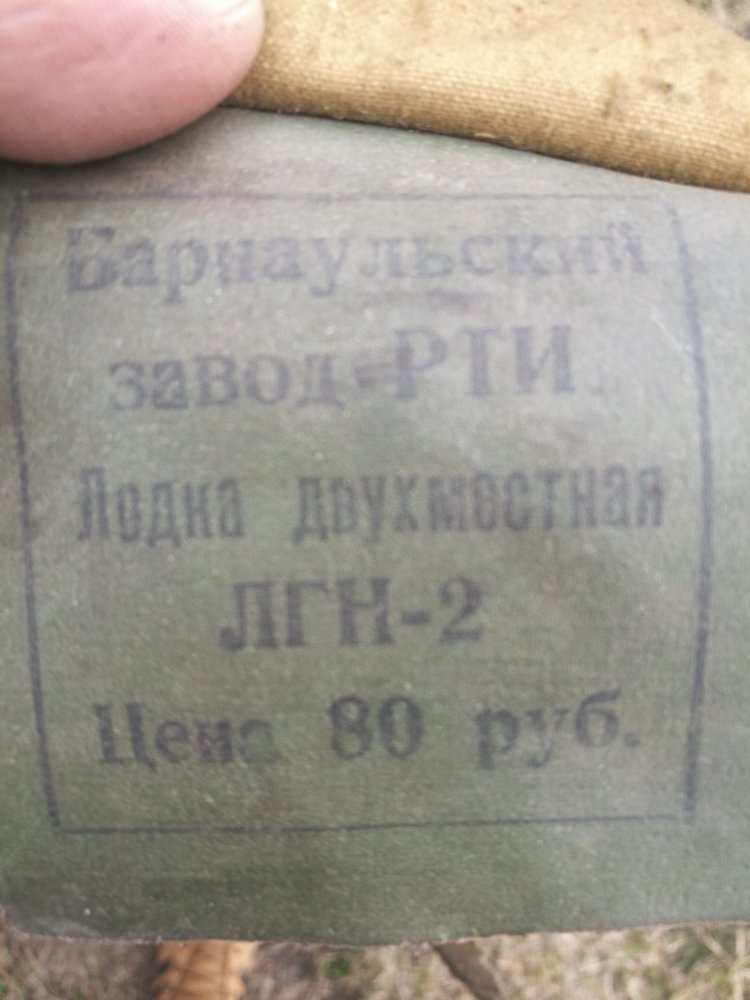 Барнаульский
завод РТИ
Лодка двухместная
ЛГН-2
Цена 80 руб.